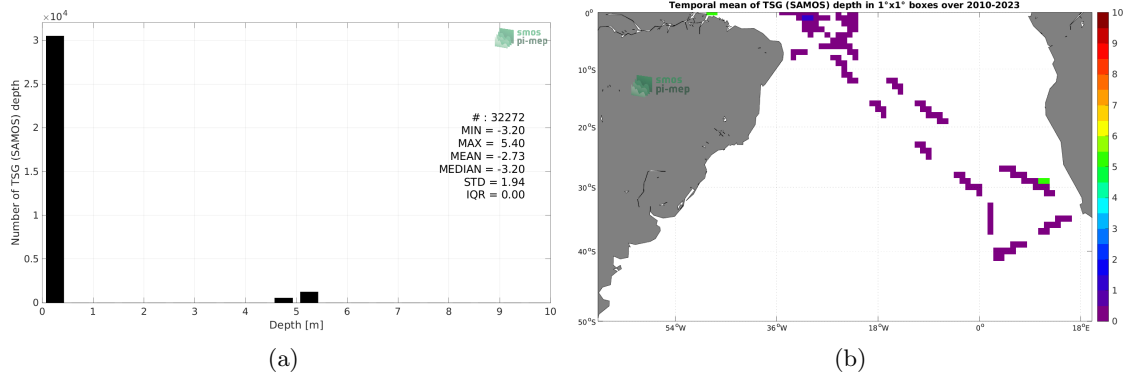 ×10⁴
3
2.5
2
1.5
1
0.5
0
0 1 2 3 4 5 6 7 8 9 10
Number of TSG (SAMOS) depth
Depth [m]
smos
pi-mep
# : 32272
MIN = -3.20
MAX = 5.40
MEAN = -2.73
MEDIAN = -3.20
STD = 1.94
IQR = 0.00
(a)
Temporal mean of TSG (SAMOS) depth in 1°x1° boxes over 2010-2023
smos
pi-mep
0°
10°S
20°S
30°S
40°S
50°S
54°W 36°W 18°W 0° 18°E
10
9
8
7
6
5
4
3
2
1
0
(b)